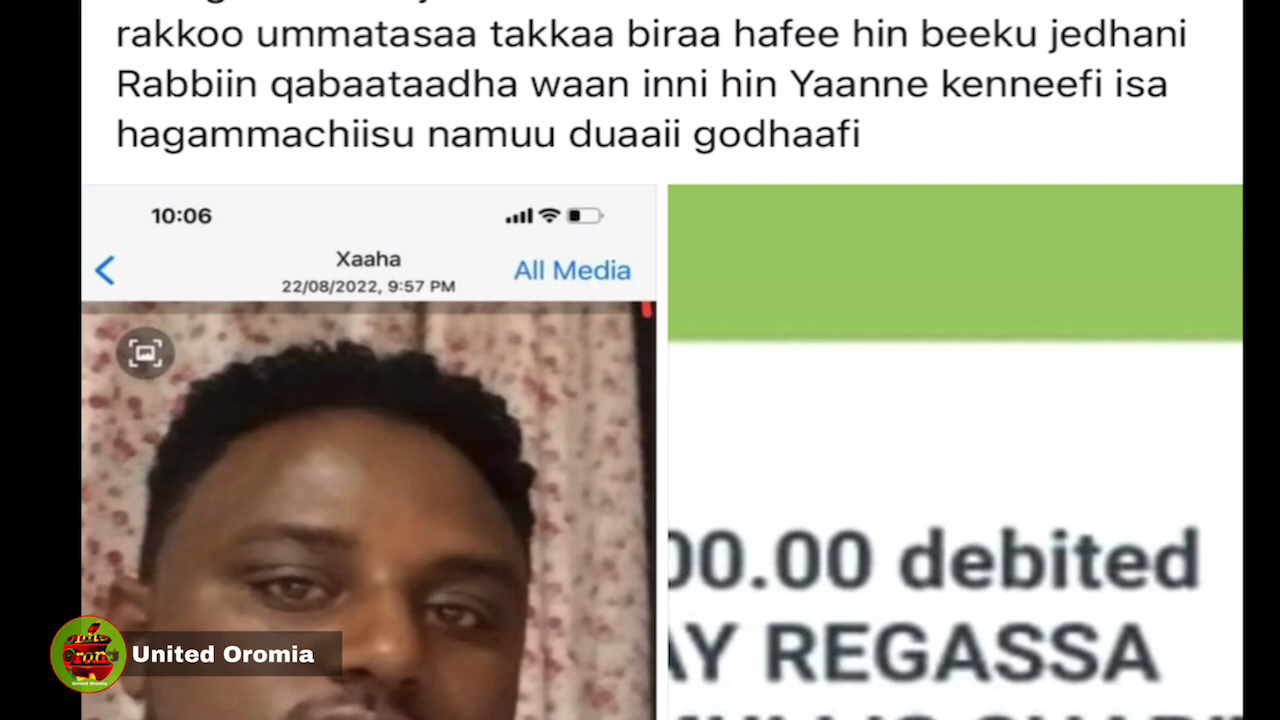 rakkoo ummatasaa takkaa biraa hafee hin beeku jedhani
Rabbiin qabaataadha waan inni hin Yaanne kenneefi isa
hagammachiisu namuu duaaii godhaafi
10:06
Xaaha
22/08/2022, 9:57 PM
All Media
00.00 debited
AY REGASSA
United Oromia
United Oromia